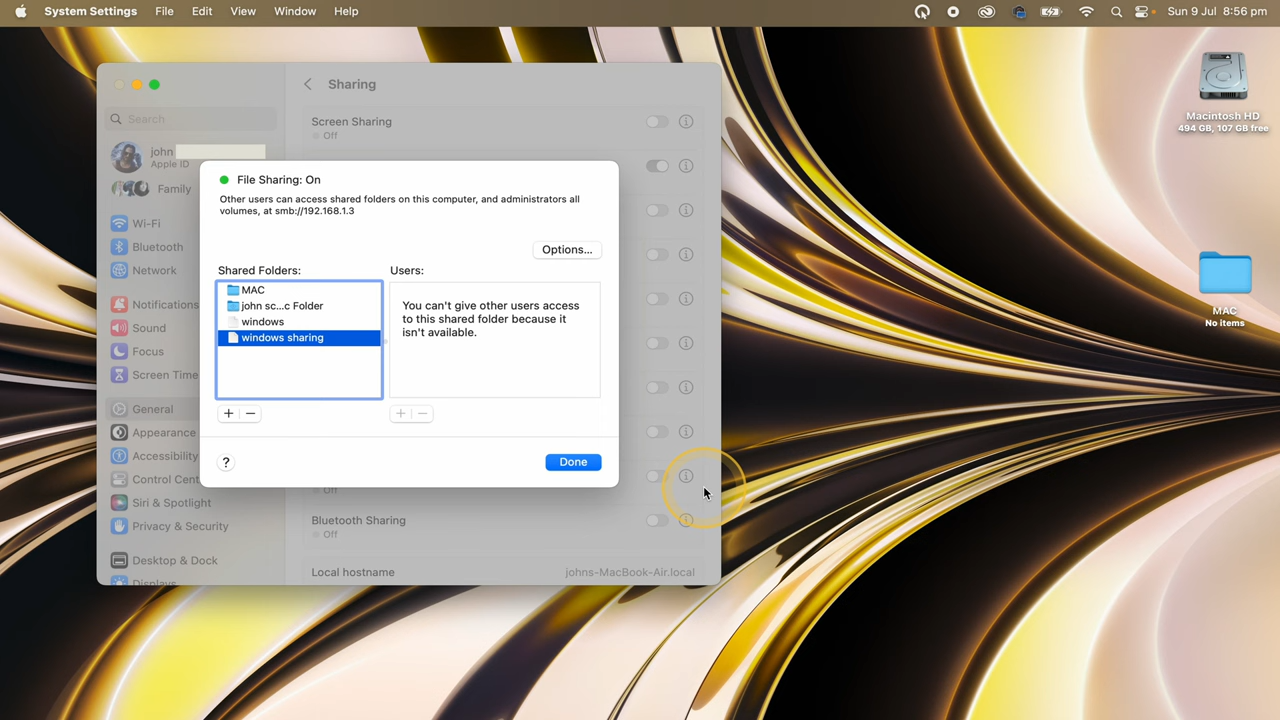 System Settings File Edit View Window Help
Sun 9 Jul 8:56 pm
Sharing
Search
Screen Sharing
Off
Macintosh HD
494 GB, 107 GB free
john
Apple ID
Family
File Sharing: On
Other users can access shared folders on this computer, and administrators all
volumes, at smb://192.168.1.3
Wi-Fi
Bluetooth
Network
Options...
Shared Folders:
Users:
MAC
john sc...c Folder
windows
windows sharing
You can't give other users access
to this shared folder because it
isn't available.
+ −
+ −
MAC
No items
Notifications
Sound
Focus
Screen Time
General
Appearance
Accessibility
Control Cent
Siri & Spotlight
Privacy & Security
Desktop & Dock
Displays
?
Done
Off
Bluetooth Sharing
Off
Local hostname
johns-MacBook-Air.local